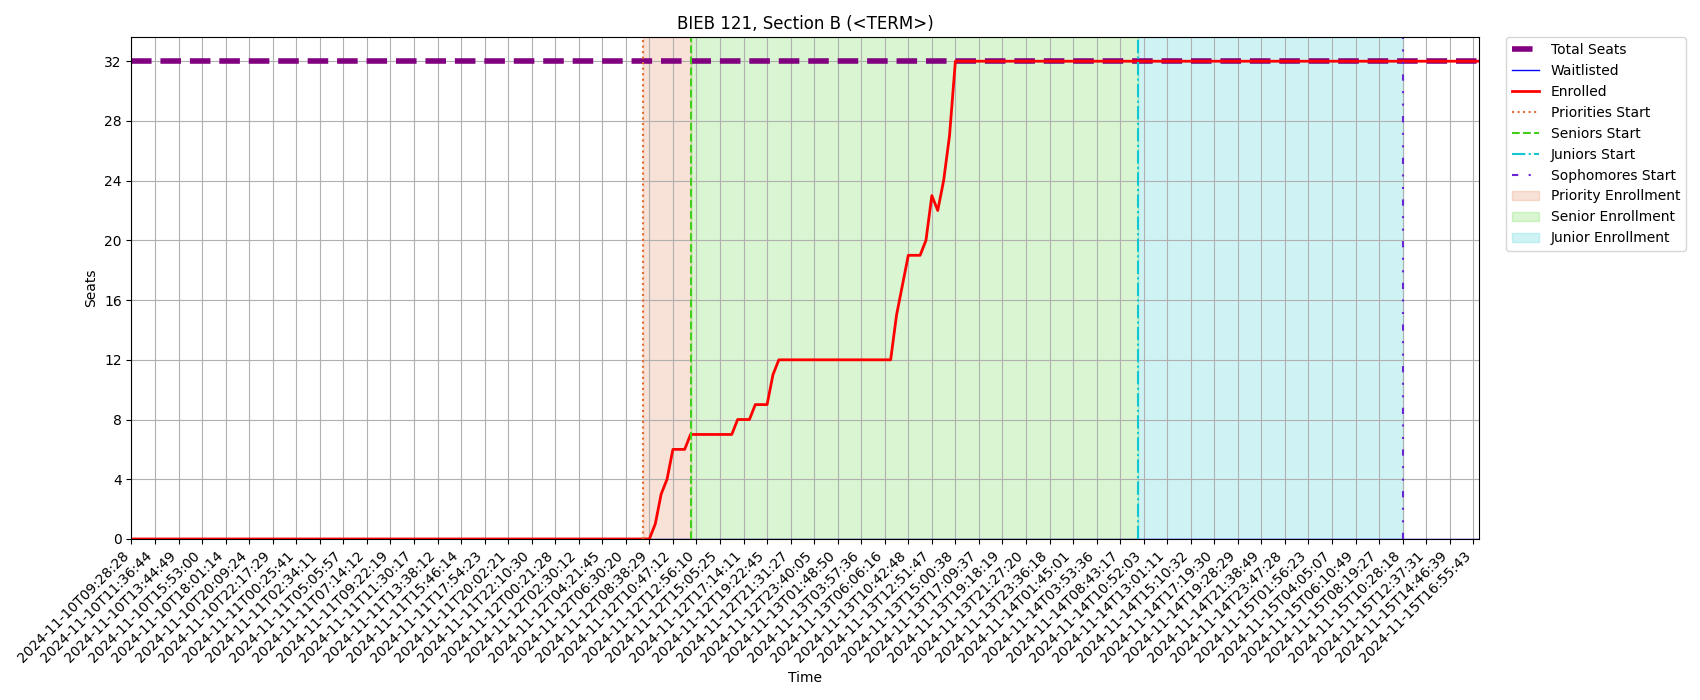 BIEB 121, Section B (<TERM>)
Total Seats
Waitlisted
Enrolled
Priorities Start
Seniors Start
Juniors Start
Sophomores Start
Priority Enrollment
Senior Enrollment
Junior Enrollment
Seats
32
28
24
20
16
12
8
4
0
2024-11-10T09:28:28
2024-11-10T11:36:44
2024-11-10T13:44:49
2024-11-10T15:53:00
2024-11-10T18:01:14
2024-11-10T20:09:24
2024-11-10T22:17:29
2024-11-11T00:25:41
2024-11-11T02:34:11
2024-11-11T05:05:57
2024-11-11T07:14:12
2024-11-11T09:22:19
2024-11-11T11:30:17
2024-11-11T13:38:12
2024-11-11T15:46:14
2024-11-11T17:54:23
2024-11-11T20:02:21
2024-11-11T22:10:30
2024-11-12T00:21:28
2024-11-12T02:30:12
2024-11-12T04:21:45
2024-11-12T06:30:20
2024-11-12T08:38:29
2024-11-12T10:47:12
2024-11-12T12:56:10
2024-11-12T15:05:25
2024-11-12T17:14:11
2024-11-12T19:22:45
2024-11-12T21:31:27
2024-11-12T23:40:05
2024-11-13T01:48:50
2024-11-13T03:57:36
2024-11-13T06:06:16
2024-11-13T10:42:48
2024-11-13T12:51:47
2024-11-13T15:00:38
2024-11-13T17:09:37
2024-11-13T19:18:19
2024-11-13T21:27:20
2024-11-13T23:36:18
2024-11-14T01:45:01
2024-11-14T03:53:36
2024-11-14T08:43:17
2024-11-14T10:52:03
2024-11-14T13:01:11
2024-11-14T15:10:32
2024-11-14T17:19:30
2024-11-14T19:28:29
2024-11-14T21:38:49
2024-11-14T23:47:28
2024-11-15T01:56:23
2024-11-15T04:05:07
2024-11-15T06:10:49
2024-11-15T08:19:27
2024-11-15T10:28:18
2024-11-15T12:37:31
2024-11-15T14:46:39
2024-11-15T16:55:43
Time